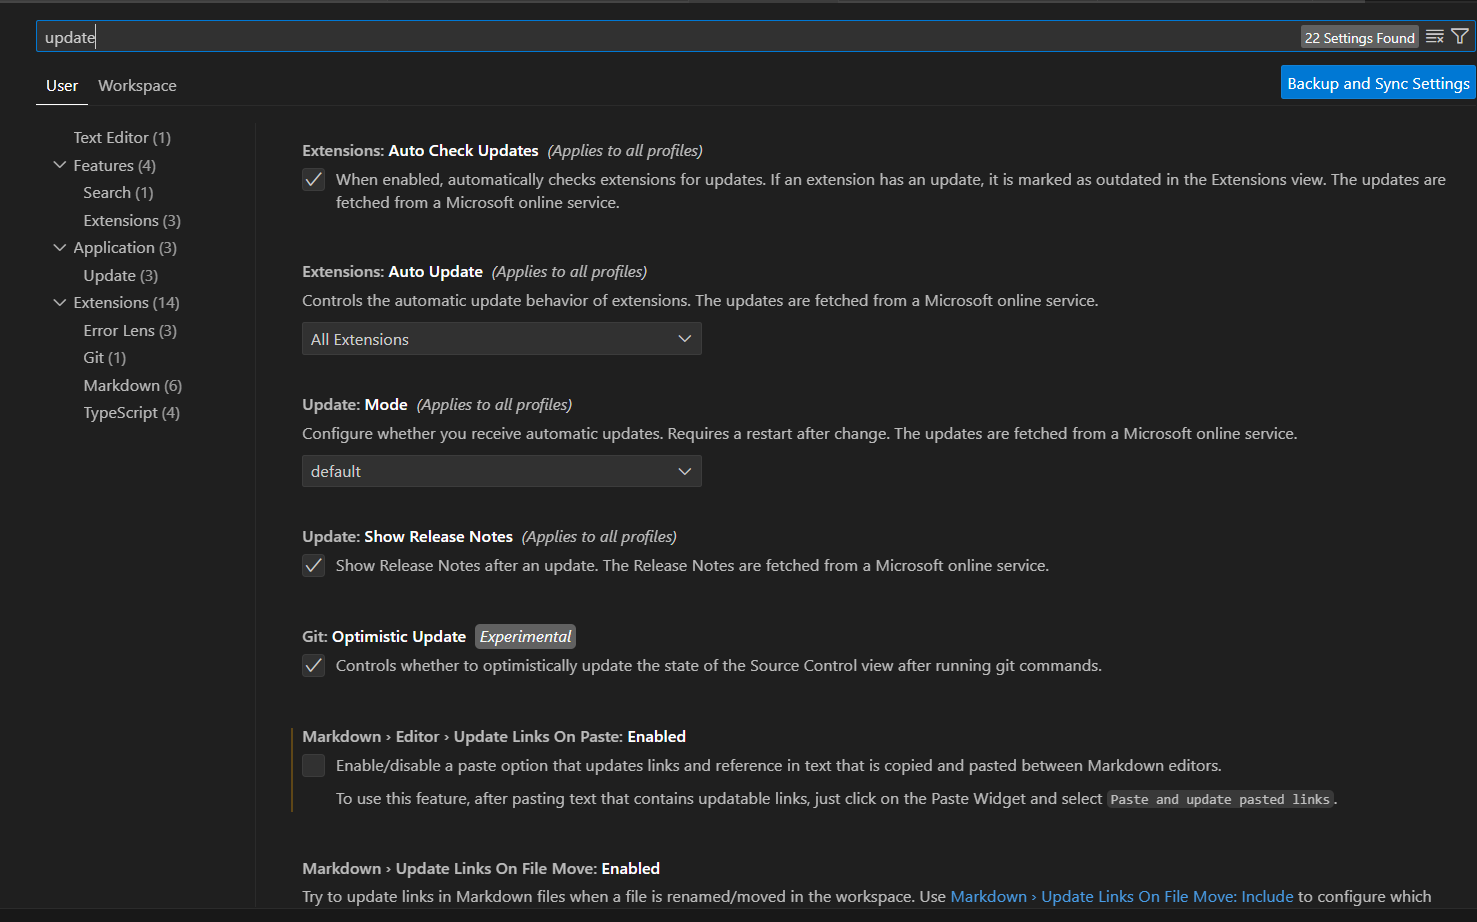 update
22 Settings Found
User
Workspace
Backup and Sync Settings
Text Editor (1)
Features (4)
Search (1)
Extensions (3)
Application (3)
Update (3)
Extensions (14)
Error Lens (3)
Git (1)
Markdown (6)
TypeScript (4)
Extensions: Auto Check Updates (Applies to all profiles)
When enabled, automatically checks extensions for updates. If an extension has an update, it is marked as outdated in the Extensions view. The updates are
fetched from a Microsoft online service.
Extensions: Auto Update (Applies to all profiles)
Controls the automatic update behavior of extensions. The updates are fetched from a Microsoft online service.
All Extensions
Update: Mode (Applies to all profiles)
Configure whether you receive automatic updates. Requires a restart after change. The updates are fetched from a Microsoft online service.
default
Update: Show Release Notes (Applies to all profiles)
Show Release Notes after an update. The Release Notes are fetched from a Microsoft online service.
Git: Optimistic Update Experimental
Controls whether to optimistically update the state of the Source Control view after running git commands.
Markdown › Editor › Update Links On Paste: Enabled
Enable/disable a paste option that updates links and reference in text that is copied and pasted between Markdown editors.
To use this feature, after pasting text that contains updatable links, just click on the Paste Widget and select Paste and update pasted links.
Markdown › Update Links On File Move: Enabled
Try to update links in Markdown files when a file is renamed/moved in the workspace. Use Markdown › Update Links On File Move: Include to configure which